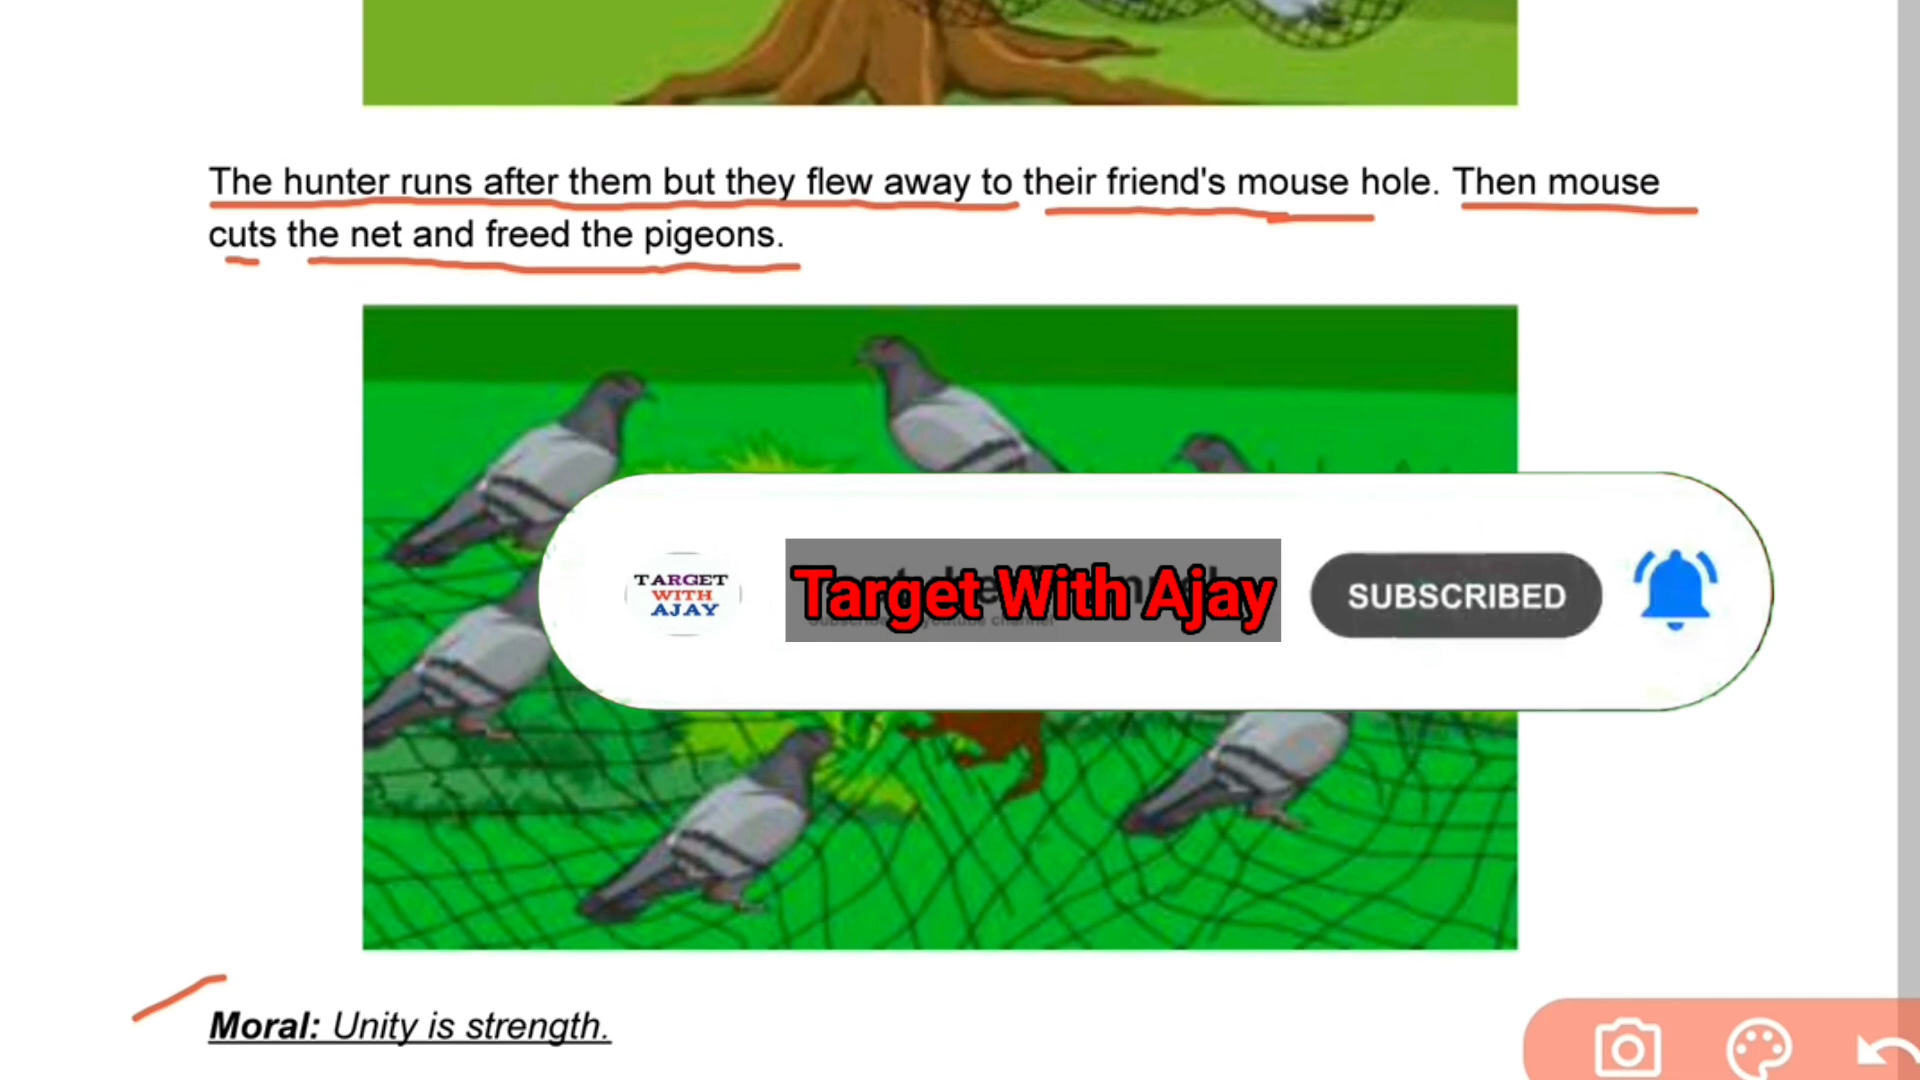 The hunter runs after them but they flew away to their friend's mouse hole. Then mouse
cuts the net and freed the pigeons.
TARGET
WITH
AJAY
Target With Ajay
SUBSCRIBED
Moral: Unity is strength.